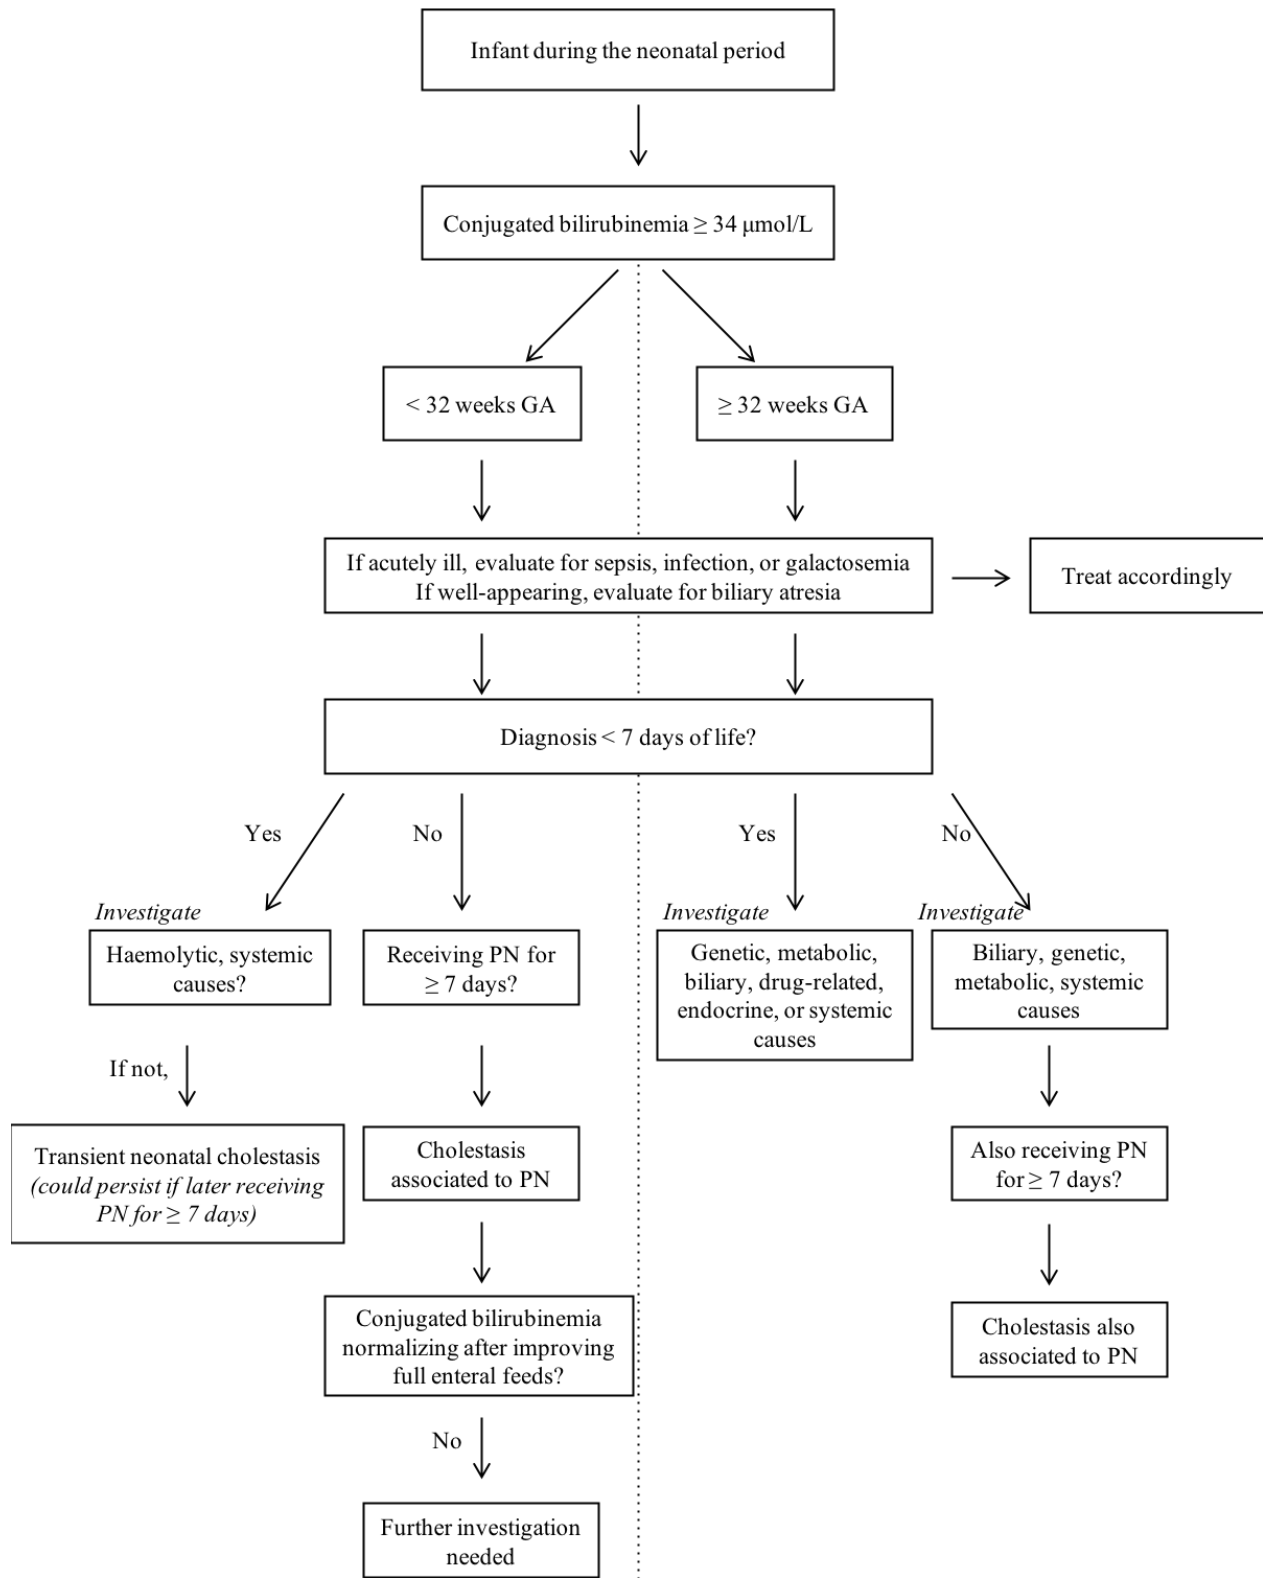 Infant during the neonatal period
Conjugated bilirubinemia ≥ 34 μmol/L
< 32 weeks GA
≥ 32 weeks GA
If acutely ill, evaluate for sepsis, infection, or galactosemia
If well-appearing, evaluate for biliary atresia
Treat accordingly
Diagnosis < 7 days of life?
Yes
No
Yes
No
Investigate
Haemolytic, systemic
causes?
Receiving PN for
≥ 7 days?
Investigate
Genetic, metabolic,
biliary, drug-related,
endocrine, or systemic
causes
Investigate
Biliary, genetic,
metabolic, systemic
causes
If not,
Transient neonatal cholestasis
(could persist if later receiving
PN for ≥ 7 days)
Cholestasis
associated to PN
Also receiving PN
for ≥ 7 days?
Conjugated bilirubinemia
normalizing after improving
full enteral feeds?
Cholestasis also
associated to PN
No
Further investigation
needed